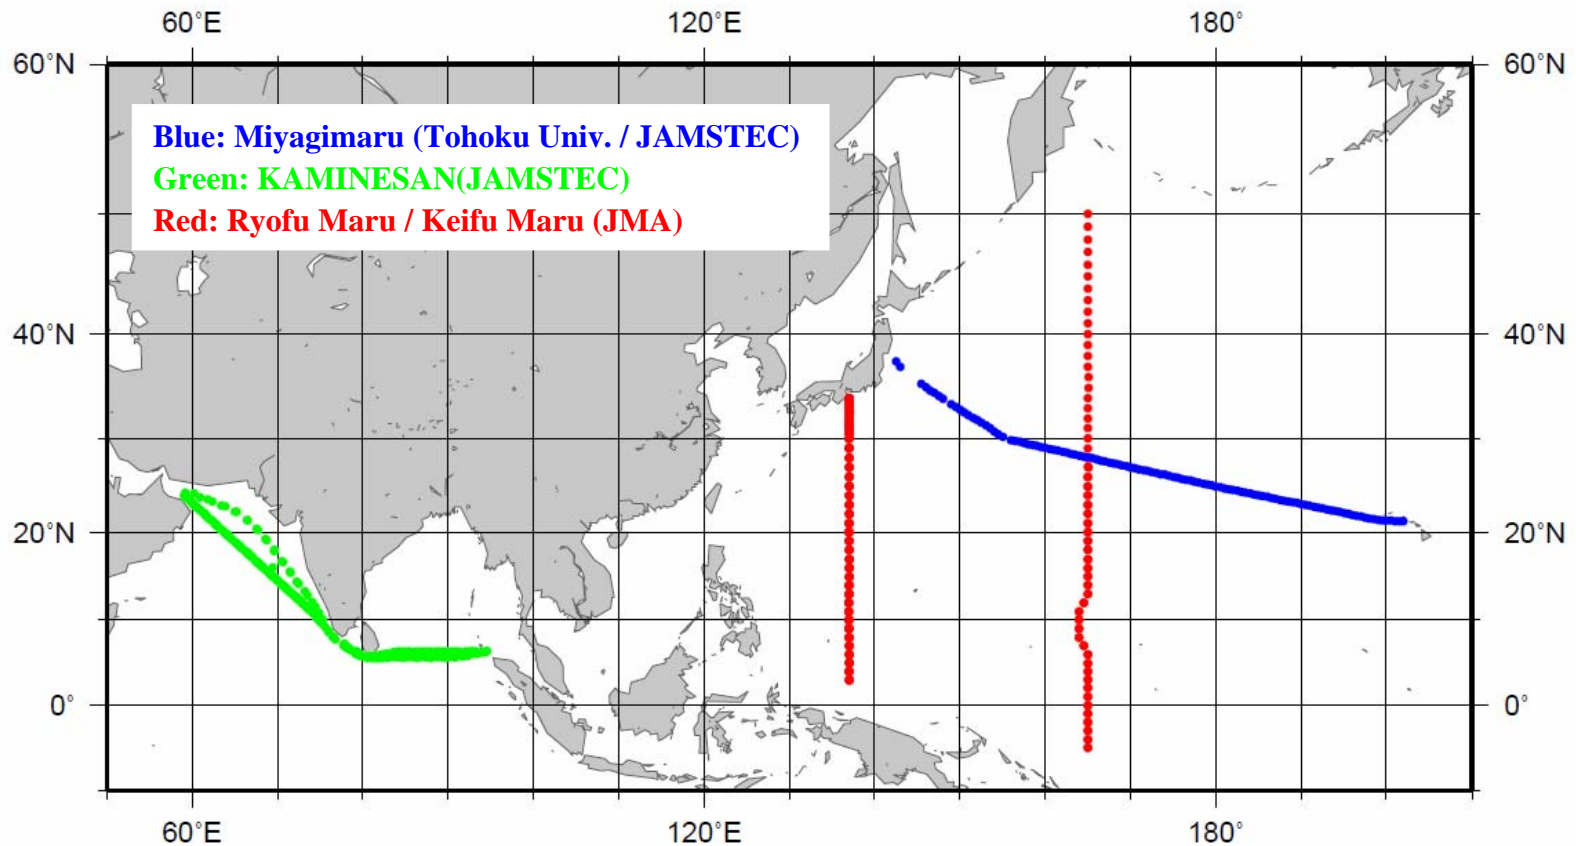 60°E 120°E 180°
60°N 60°N
Blue: Miyagimaru (Tohoku Univ. / JAMSTEC)
Green: KAMINESAN(JAMSTEC)
Red: Ryofu Maru / Keifu Maru (JMA)
40°N 40°N
20°N 20°N
0° 0°
60°E 120°E 180°